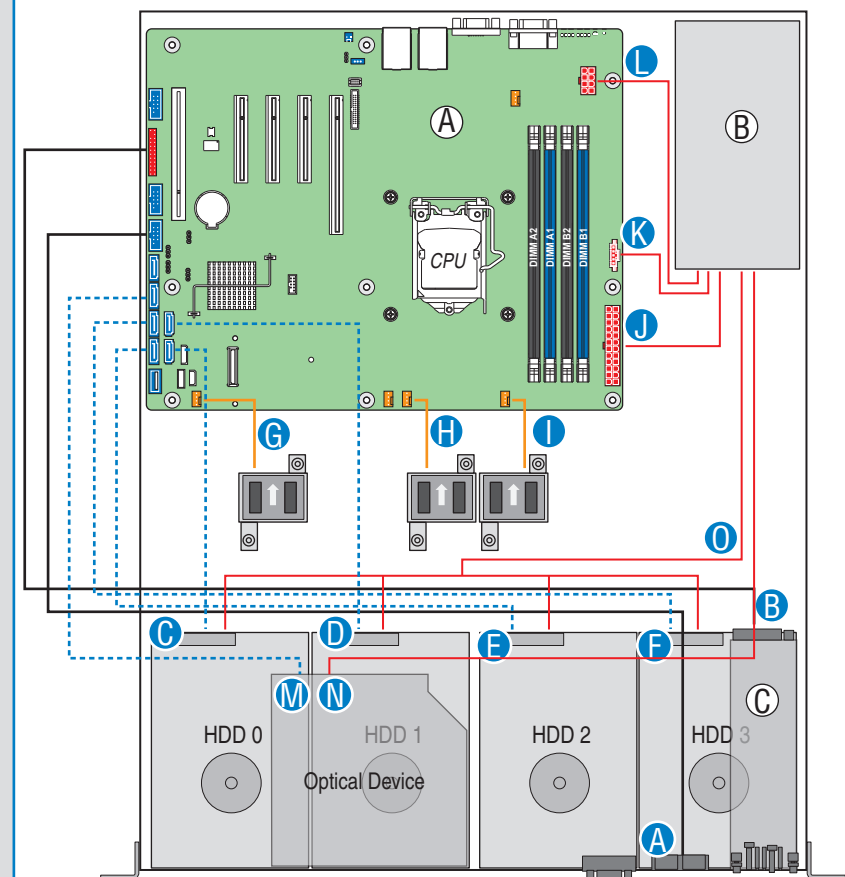 L
A
B
CPU
DIMM A2
DIMM A1
DIMM B2
DIMM B1
K
J
G
H
I
O
B
C
D
E
F
M
N
C
HDD 0
HDD 1
HDD 2
HDD 3
Optical Device
A